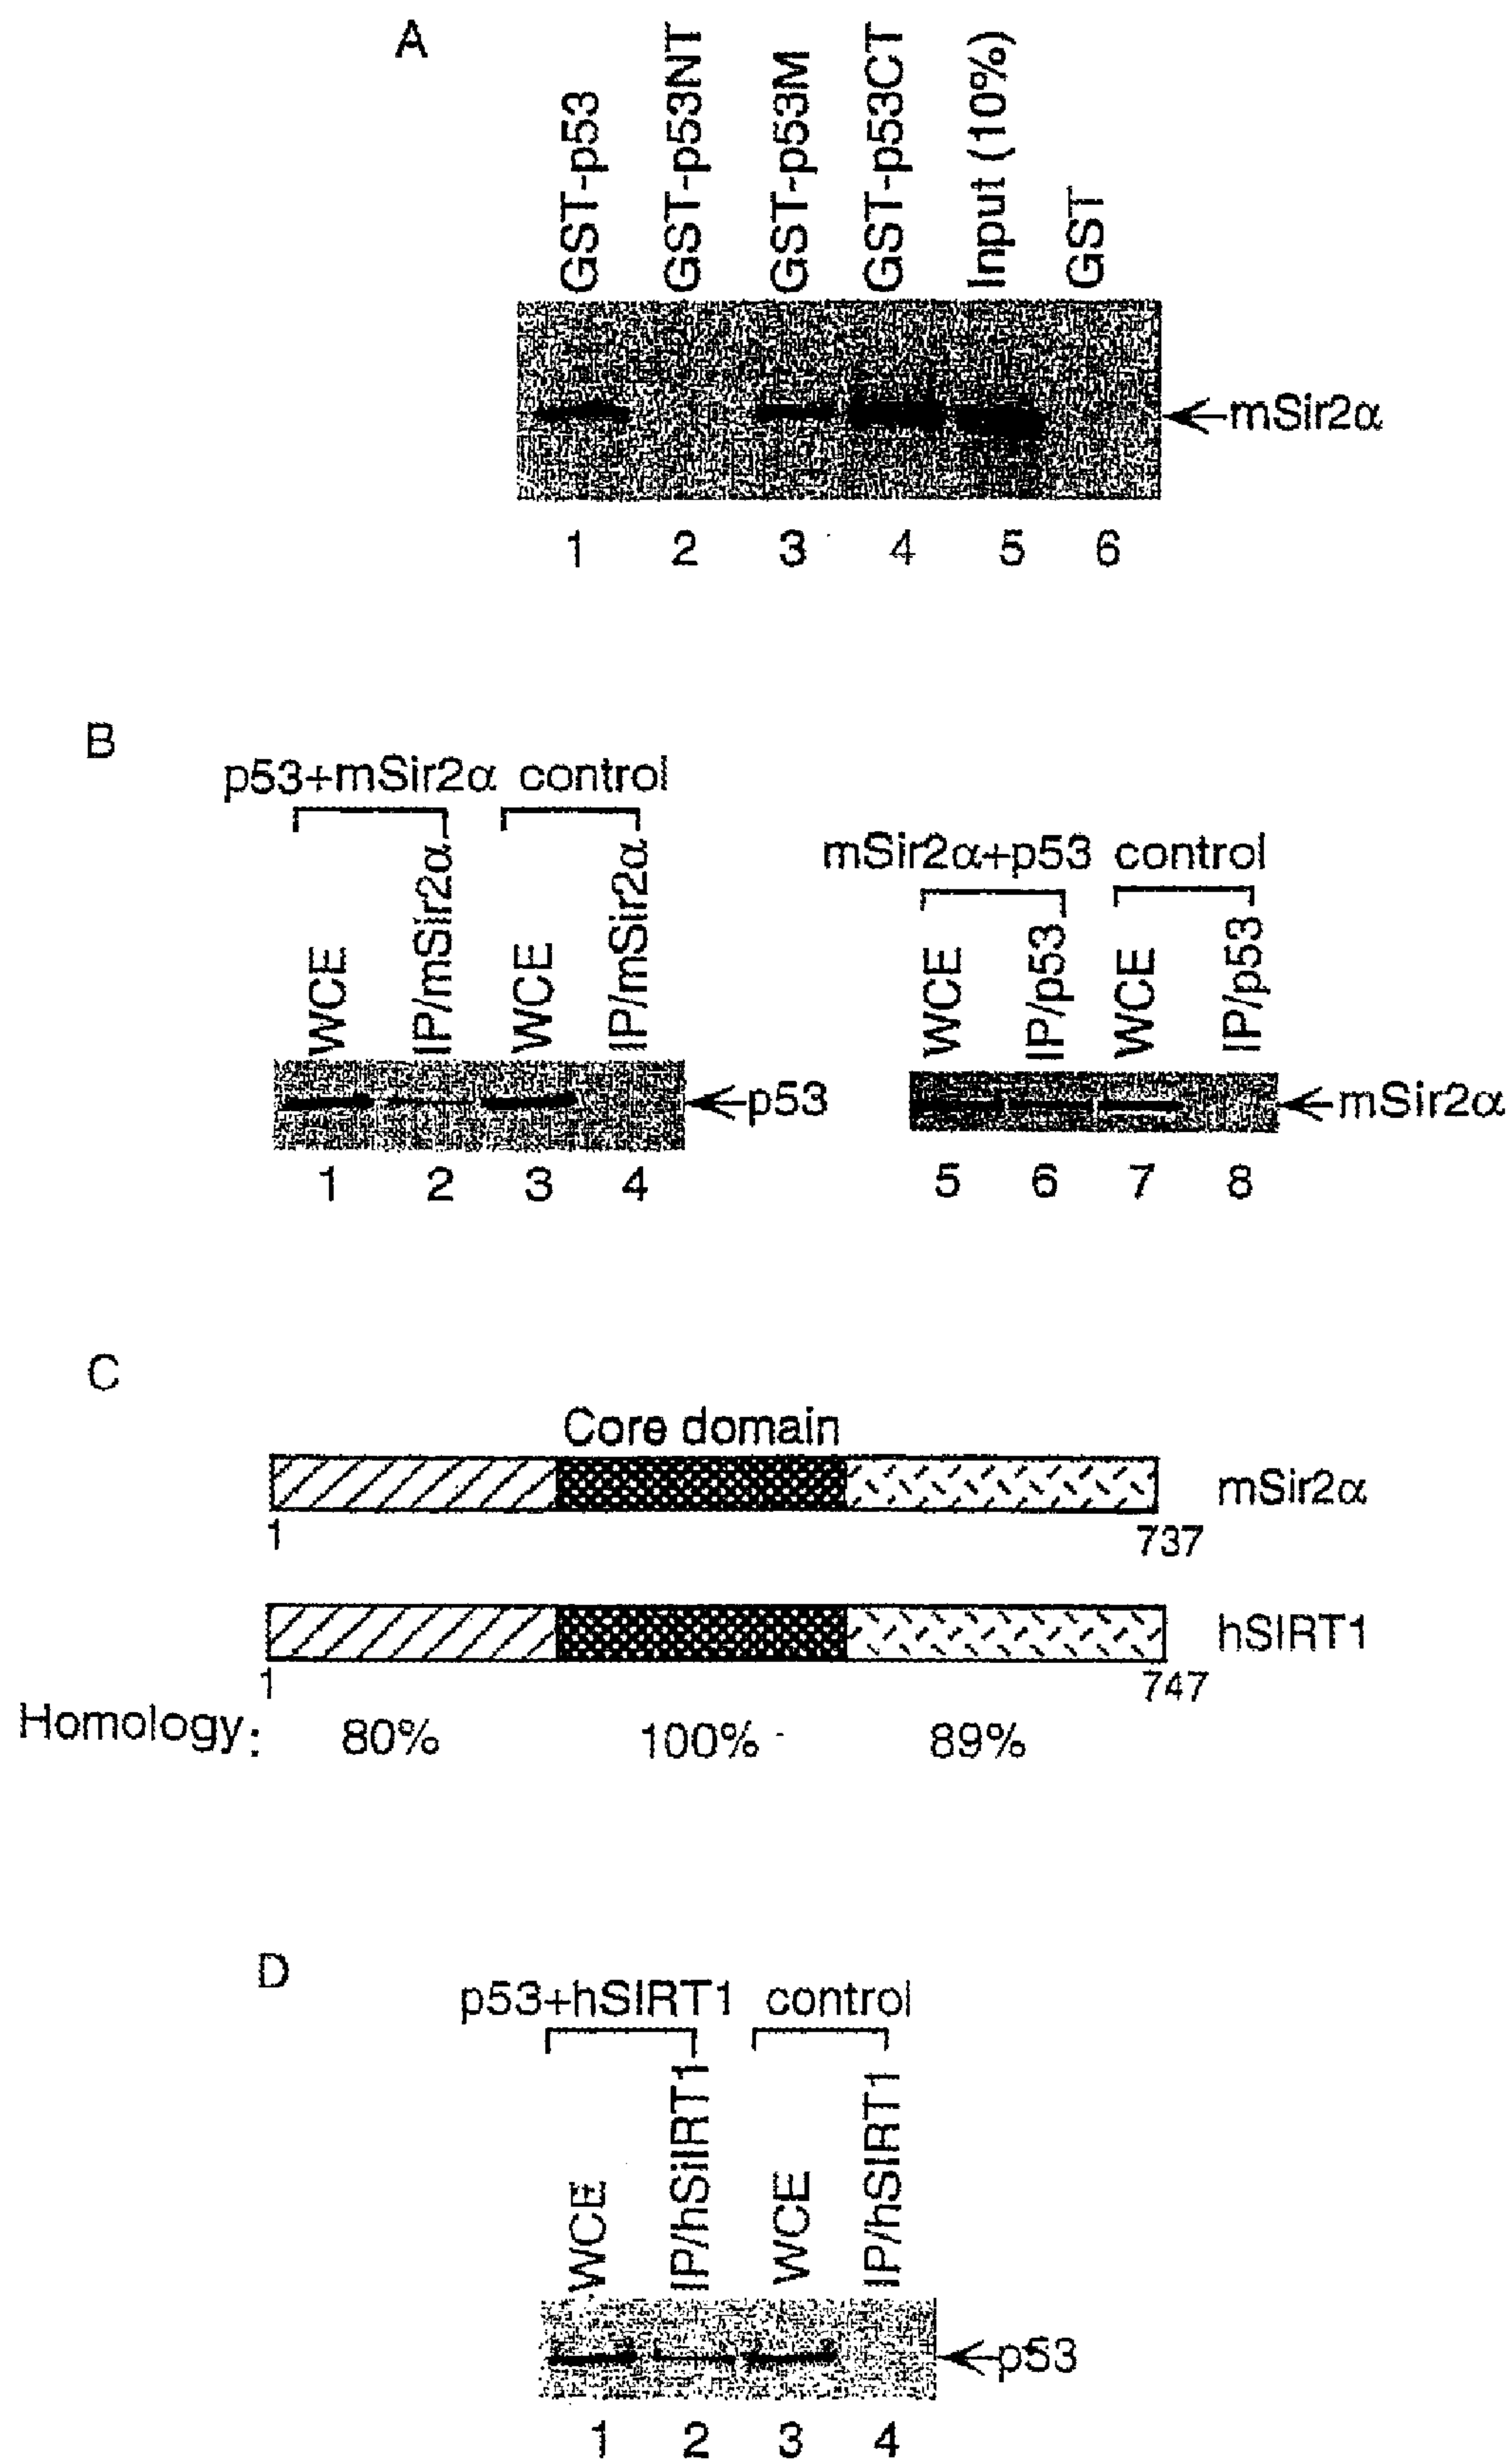 A
GST-p53
GST-p53NT
GST-p53M
GST-p53CT
Input (10%)
GST
mSir2α
1 2 3 4 5 6
B
p53+mSir2α control
WCE
IP/mSir2α
WCE
IP/mSir2α
p53
1 2 3 4
mSir2α+p53 control
WCE
IP/p53
WCE
IP/p53
mSir2α
5 6 7 8
C
Core domain
mSir2α
1 737
hSIRT1
1 747
Homology: 80% 100% 89%
D
p53+hSIRT1 control
WCE
IP/hSiIRT1
WCE
IP/hSIRT1
p53
1 2 3 4